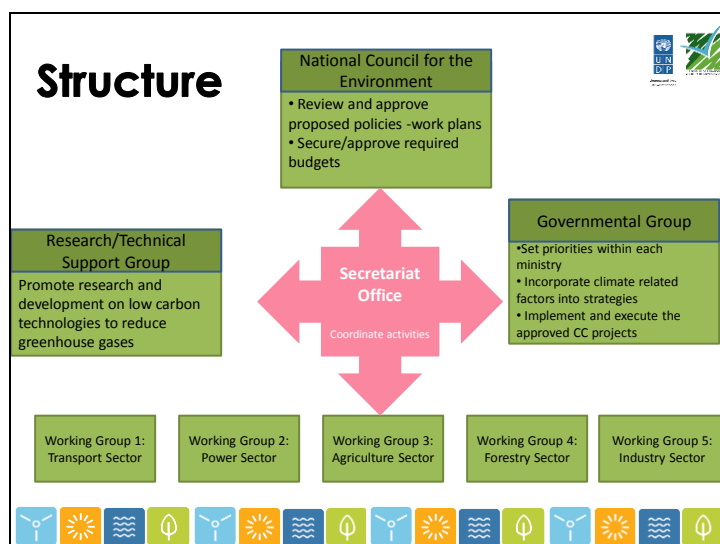 Structure
National Council for the
Environment
• Review and approve
proposed policies -work plans
• Secure/approve required
budgets
U N
D P
Research/Technical
Support Group
Promote research and
development on low carbon
technologies to reduce
greenhouse gases
Secretariat
Office
Coordinate activities
Governmental Group
•Set priorities within each
ministry
• Incorporate climate related
factors into strategies
• Implement and execute the
approved CC projects
Working Group 1:
Transport Sector
Working Group 2:
Power Sector
Working Group 3:
Agriculture Sector
Working Group 4:
Forestry Sector
Working Group 5:
Industry Sector